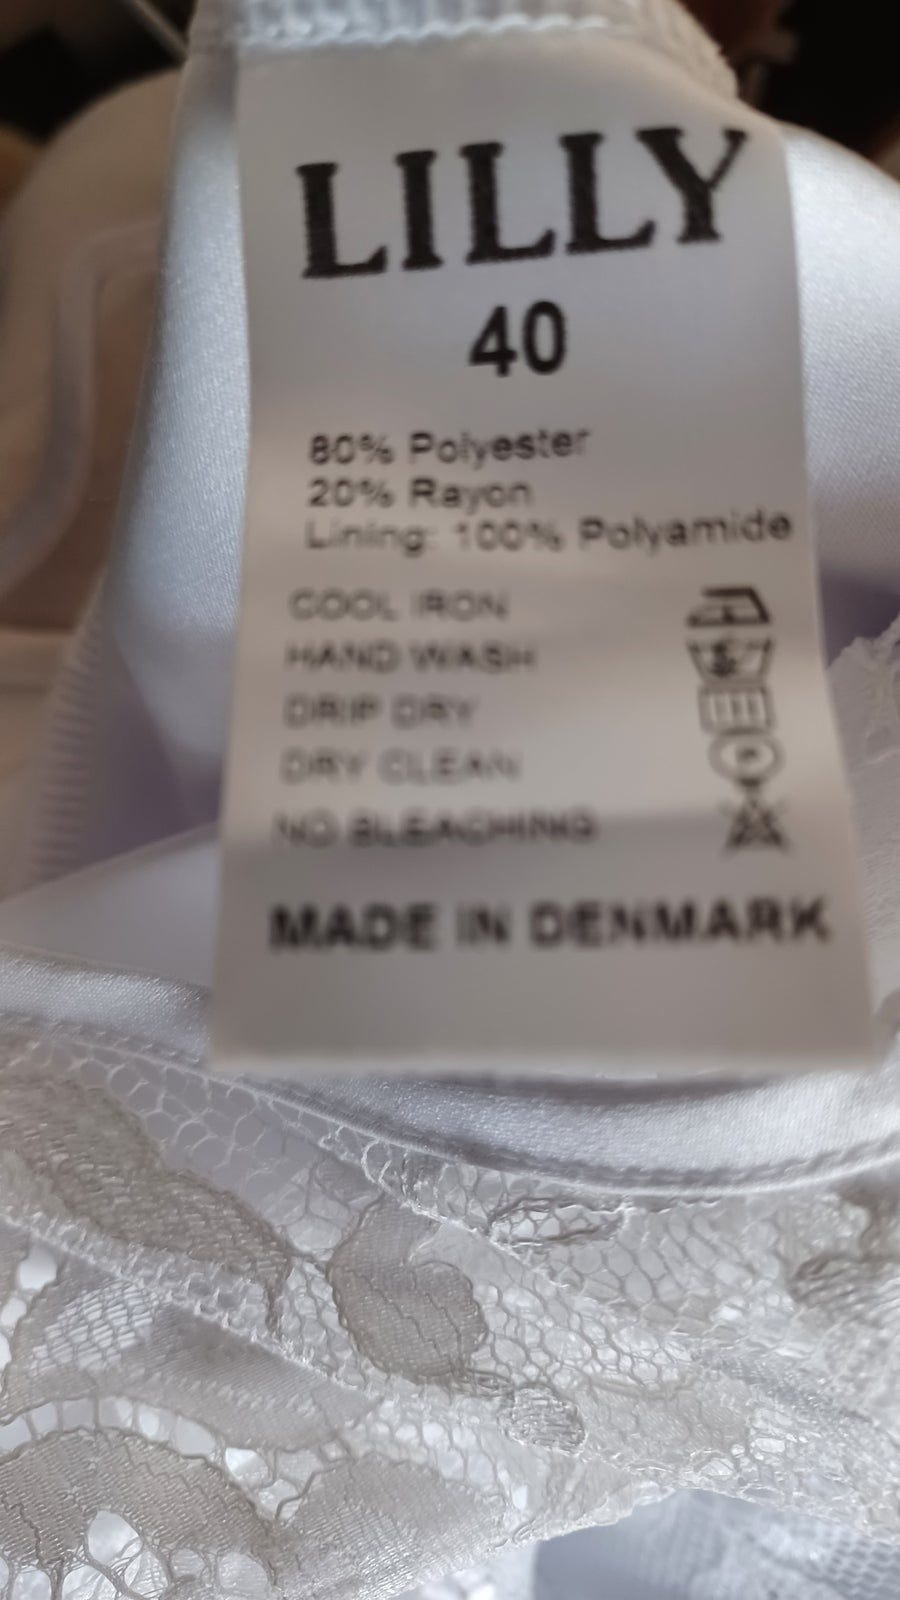 LILLY
40
80% Polyester
20% Rayon
Lining: 100% Polyamide
COOL IRON
HAND WASH
DRIP DRY
DRY CLEAN
P
NO BLEACHING
MADE IN DENMARK